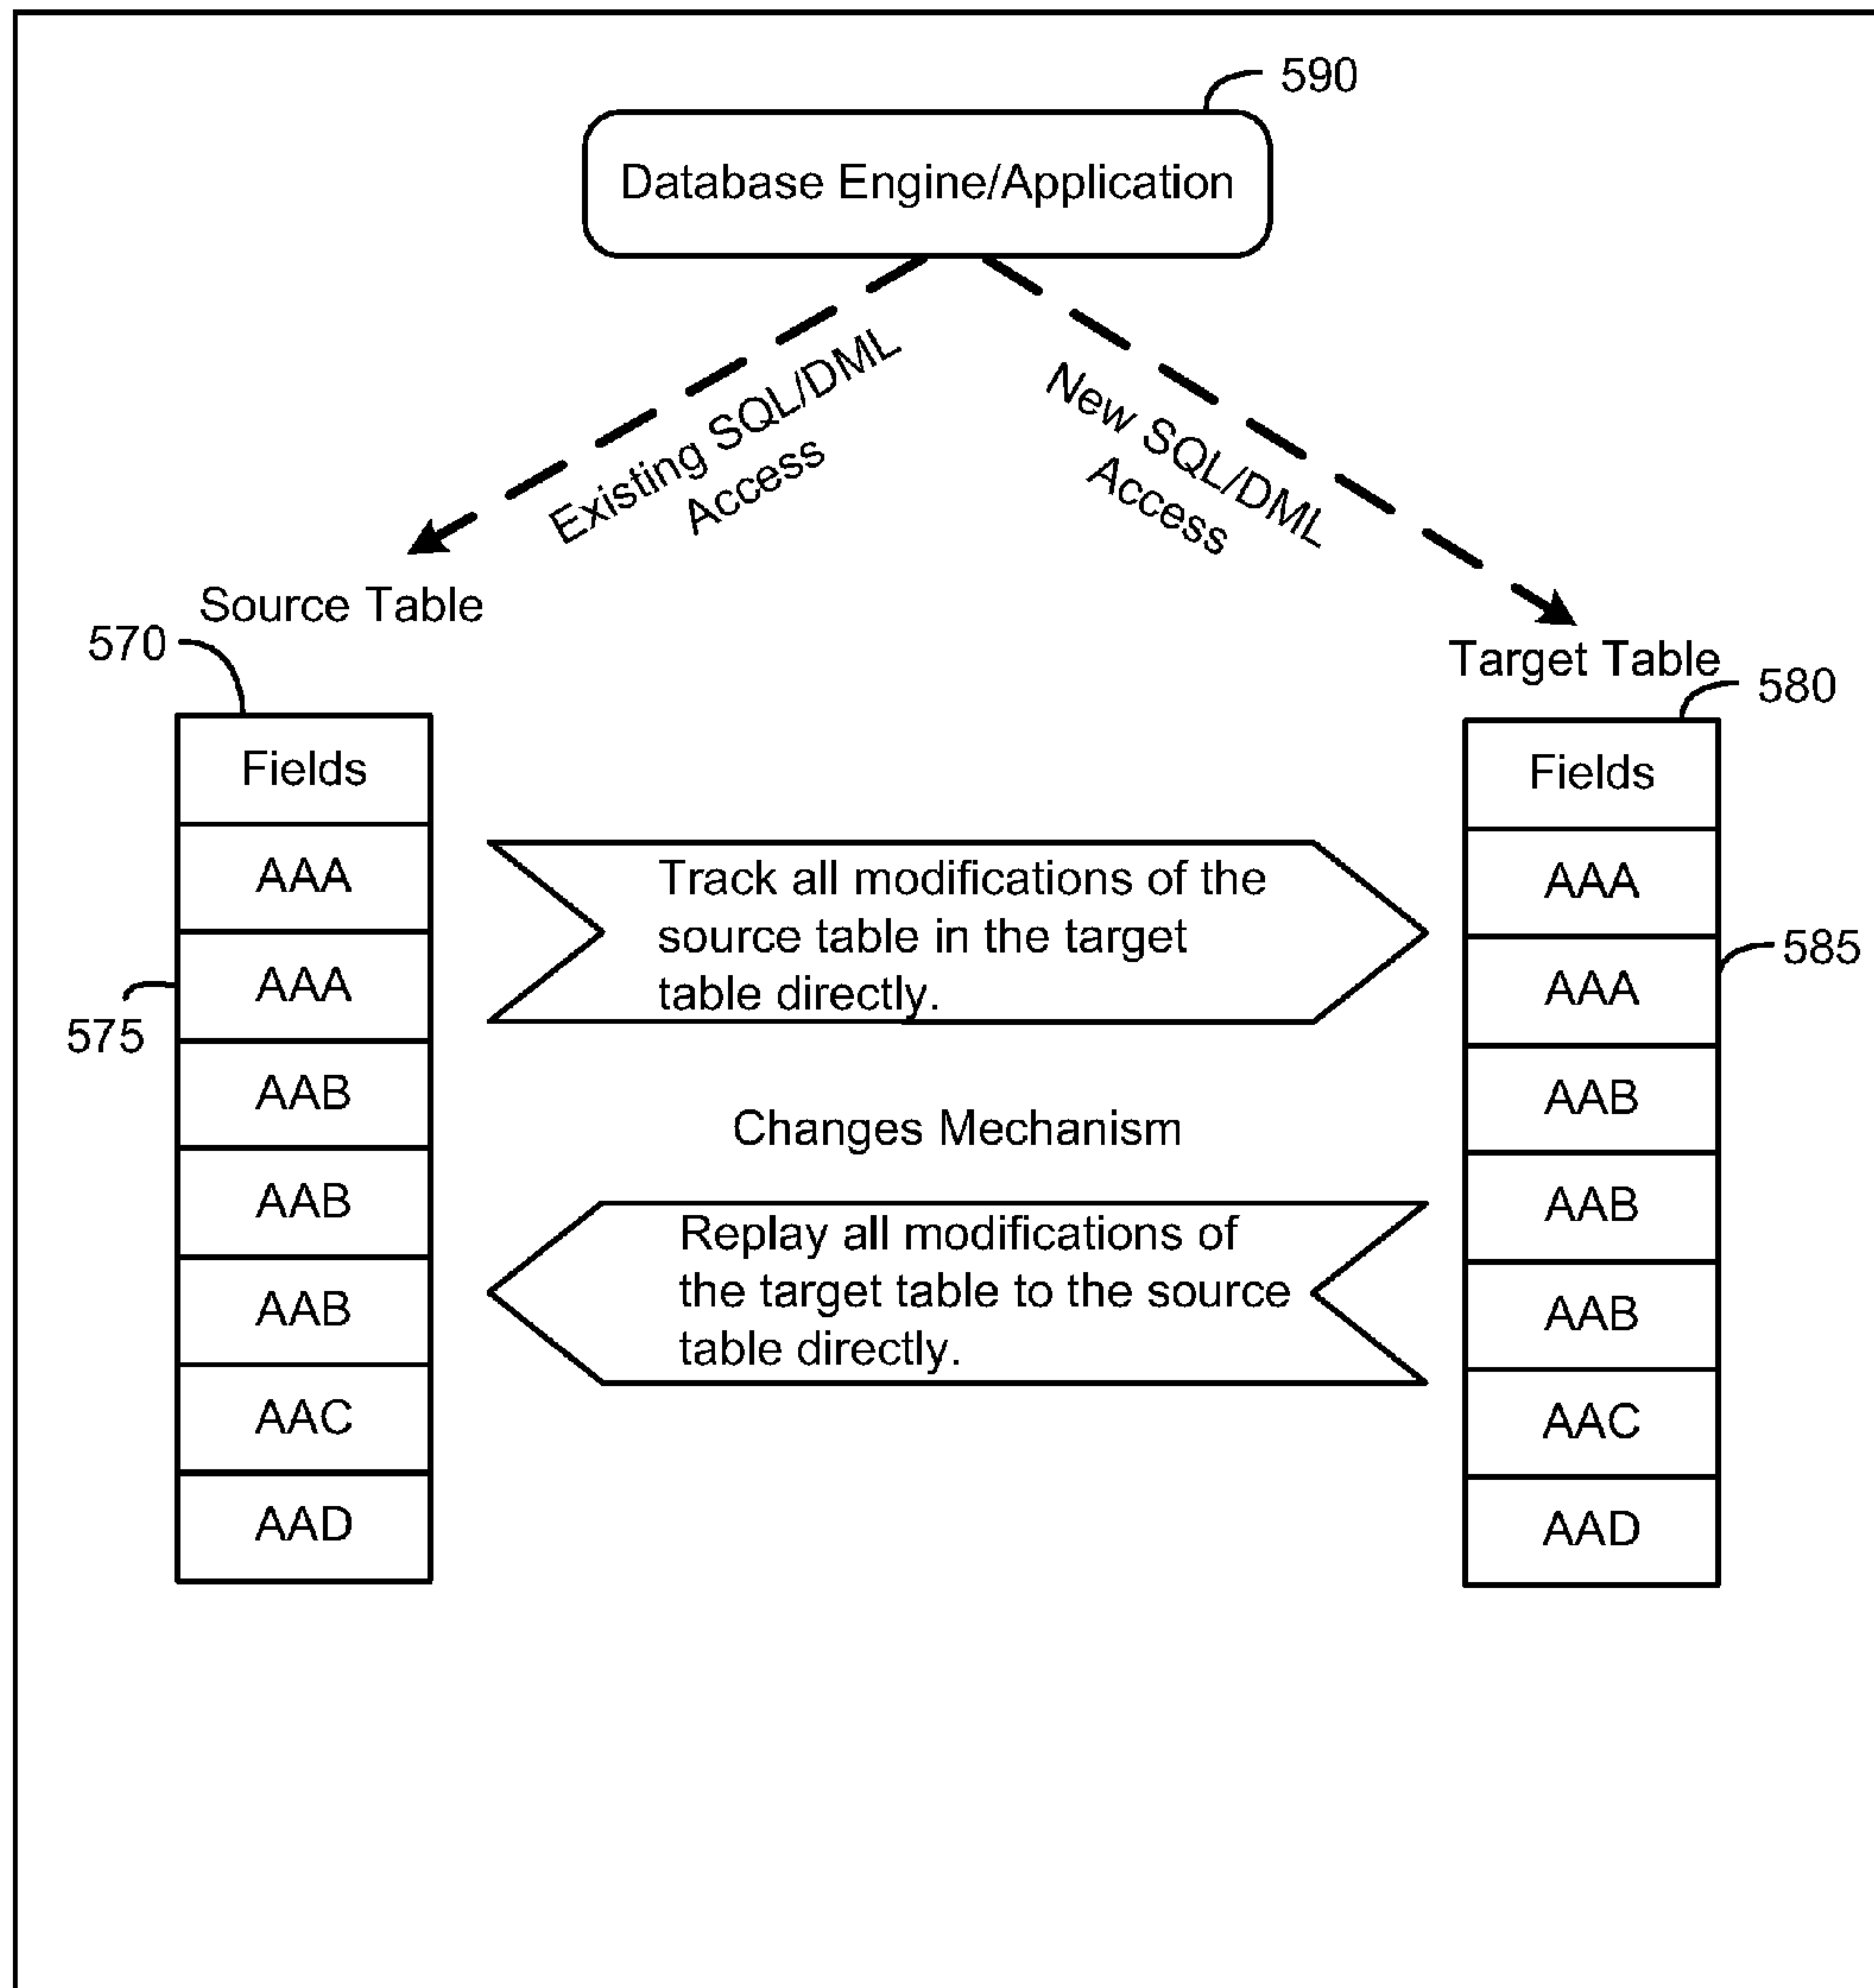 590
Database Engine/Application
Existing SQL/DML
Access
New SQL/DML
Access
Source Table
570
Target Table
580
Fields
AAA
AAA
575
AAB
AAB
AAB
AAC
AAD
Track all modifications of the
source table in the target
table directly.
Changes Mechanism
Replay all modifications of
the target table to the source
table directly.
Fields
AAA
AAA
585
AAB
AAB
AAB
AAC
AAD